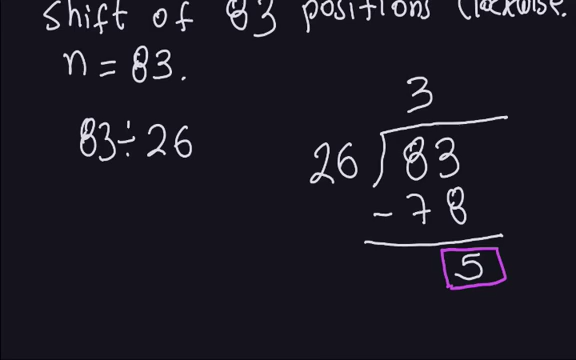 shift of 83 positions clockwise.
n = 83.
83 ÷ 26
3
26 ) 83
- 78
5